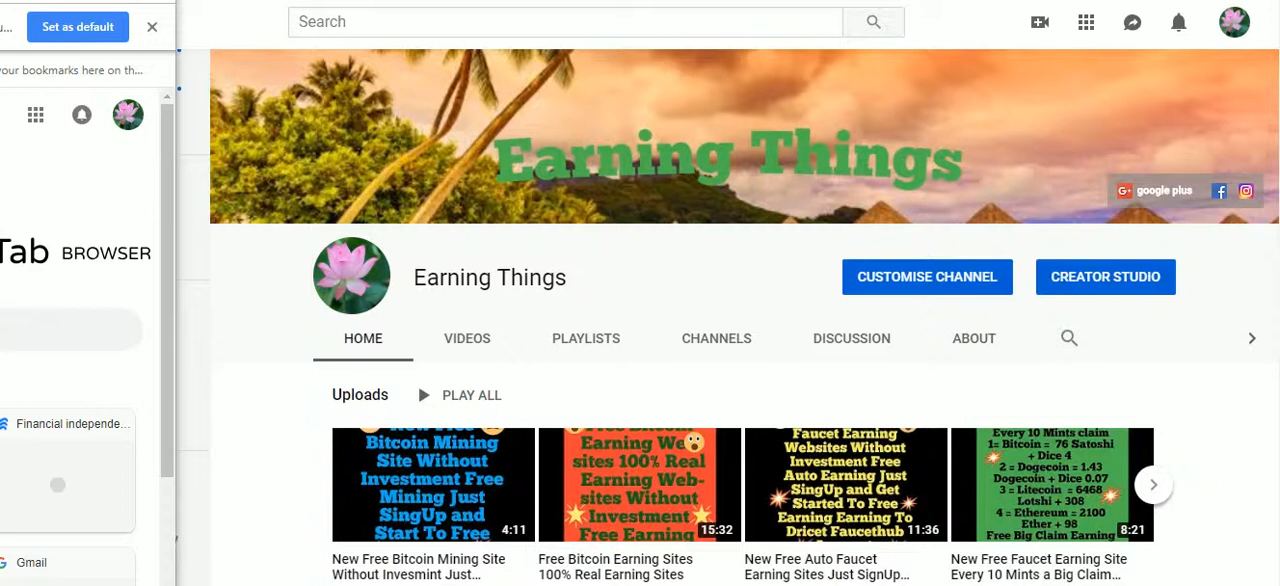 u...
Set as default
your bookmarks here on th...
Tab BROWSER
Financial independe...
Gmail
Search
Earning Things
google plus
Earning Things
CUSTOMISE CHANNEL
CREATOR STUDIO
HOME
VIDEOS
PLAYLISTS
CHANNELS
DISCUSSION
ABOUT
Uploads
PLAY ALL
Bitcoin Mining
Site Without
Investment Free
Mining Just
SingUp and
Start To Free
4:11
New Free Bitcoin Mining Site
Without Invesmint Just...
Free Bitcoin
Earning We
sites 100% Real
Earning Web-
sites Without
Investment
Free Earning
15:32
Free Bitcoin Earning Sites
100% Real Earning Sites
Faucet Earning
Websites Without
Investment Free
Auto Earning Just
SingUp and Get
Started To Free
Earning Earning To
Dricet Faucethub
11:36
New Free Auto Faucet
Earning Sites Just SignUp...
Every 10 Mints claim
1= Bitcoin = 76 Satoshi
+ Dice 4
2 = Dogecoin = 1.43
Dogecoin + Dice 0.07
3 = Litecoin = 6468
Lotshi + 308
4 = Ethereum = 2100
Ether + 98
Free Big Claim Earning
8:21
New Free Faucet Earning Site
Every 10 Mints a Big Claim...